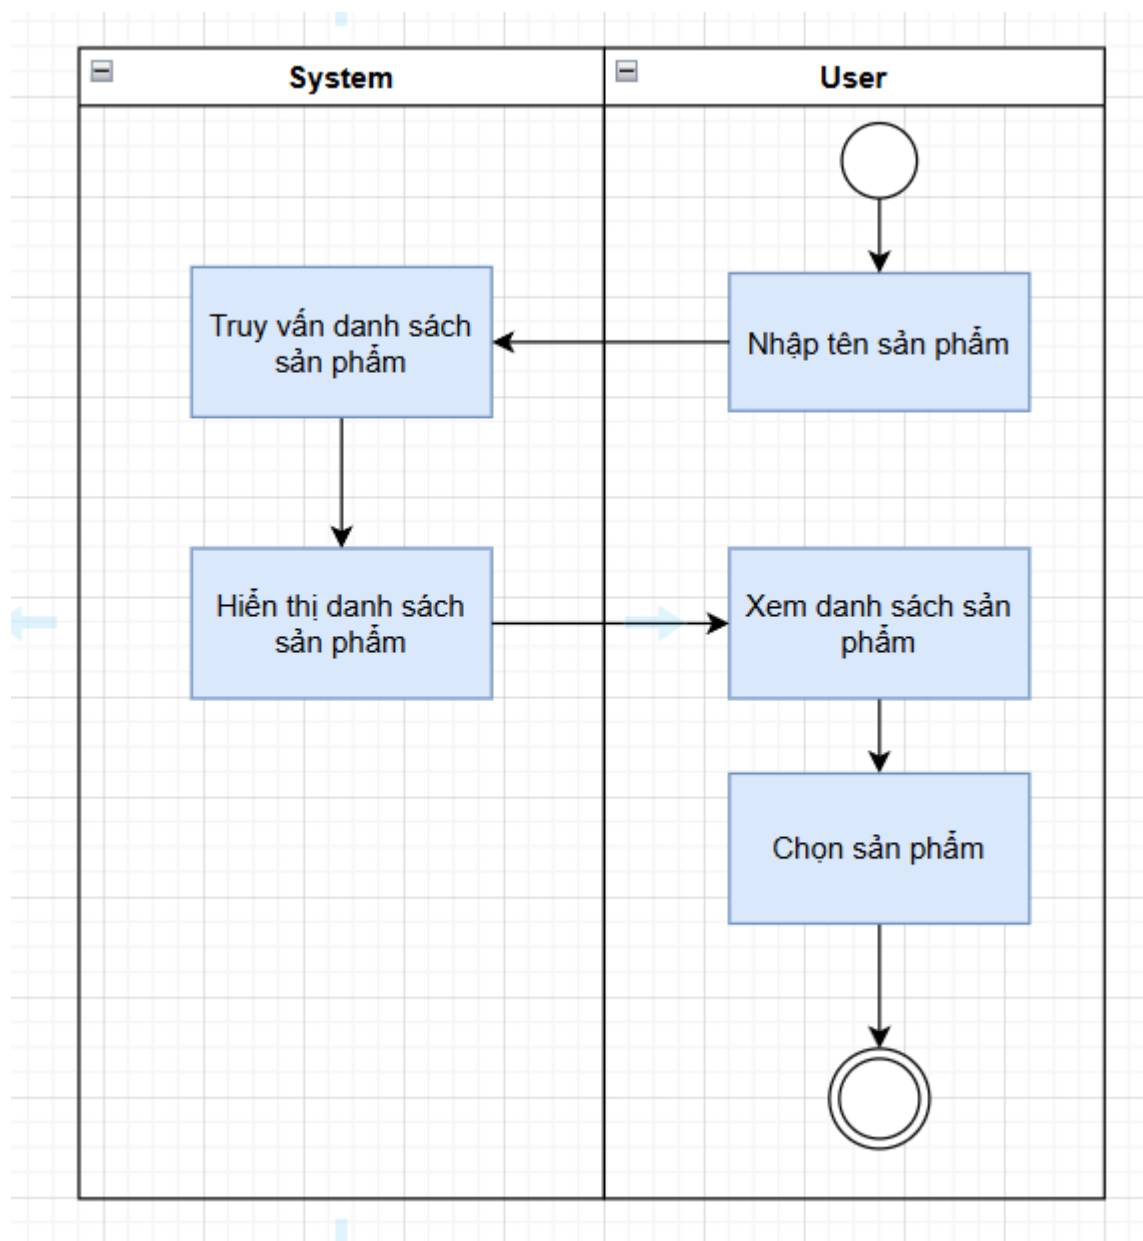 System
User
Truy vấn danh sách
sản phẩm
Nhập tên sản phẩm
Hiển thị danh sách
sản phẩm
Xem danh sách sản
phẩm
Chọn sản phẩm